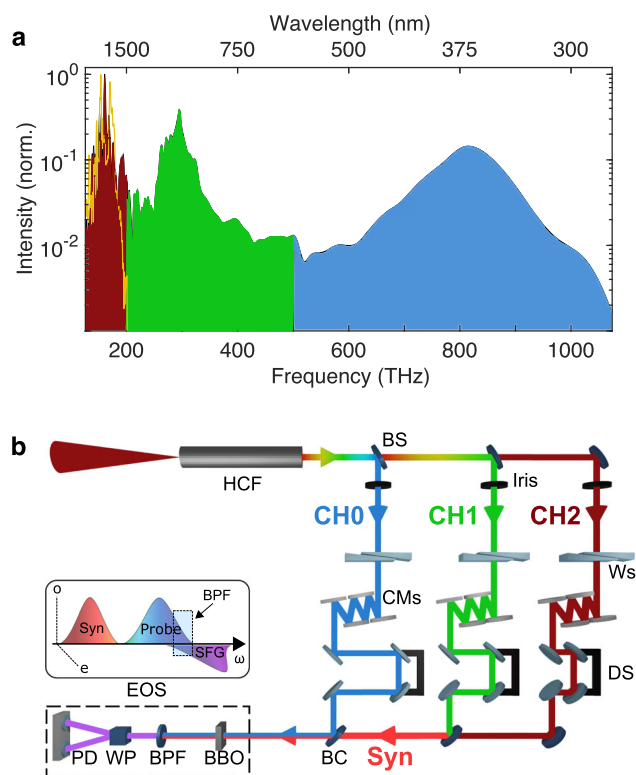 a
Wavelength (nm)
1500 750 500 375 300
Intensity (norm.)
10^0
10^-1
10^-2
200 400 600 800 1000
Frequency (THz)
b
HCF
BS
Iris
CH0 CH1 CH2
Ws
CMs
DS
o
Syn
Probe
BPF
SFG
ω
e
EOS
PD WP BPF BBO
BC
Syn